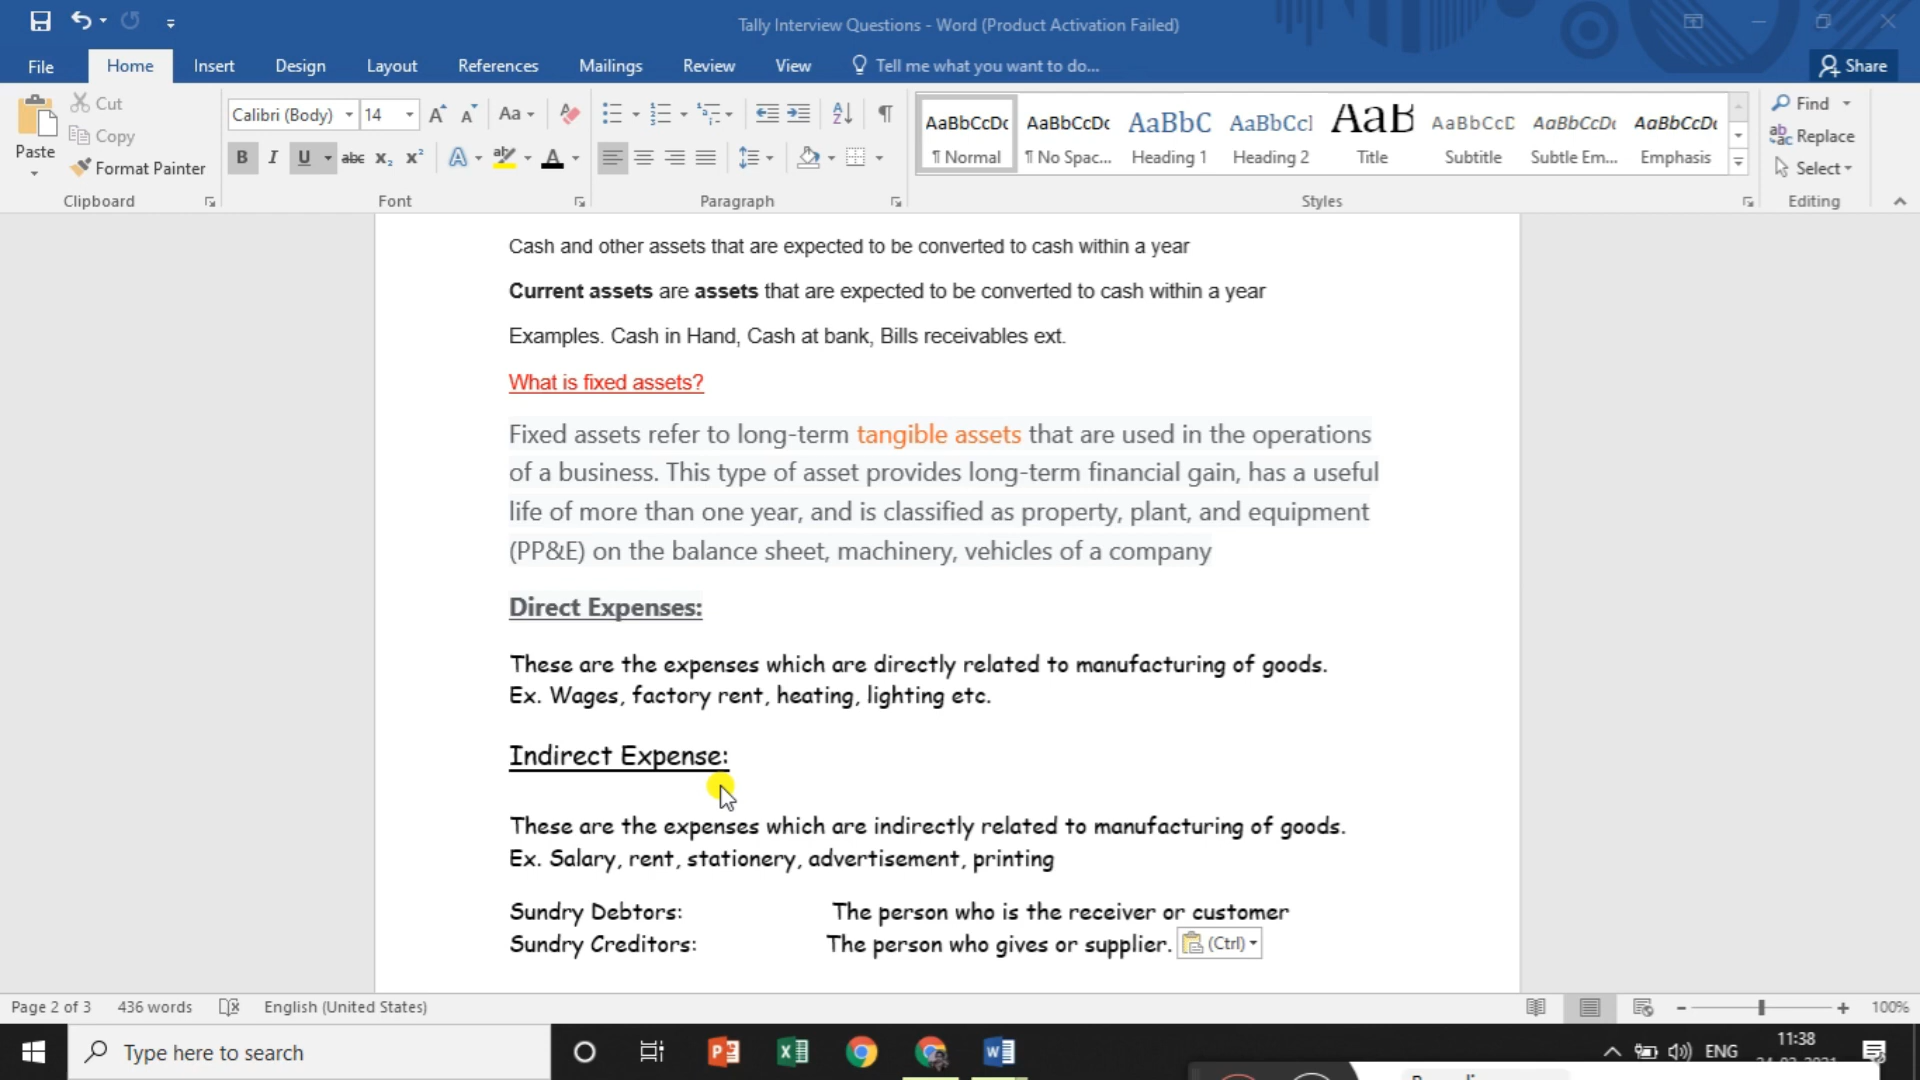 Tally Interview Questions - Word (Product Activation Failed)
File Home Insert Design Layout References Mailings Review View Tell me what you want to do... Share
Paste
Cut
Copy
Format Painter
Clipboard
Calibri (Body) 14
Font
Paragraph
AaBbCcDc AaBbCcDc AaBbC AaBbCcl AaB AaBbCcD AaBbCcDc AaBbCcDc
¶ Normal ¶ No Spac... Heading 1 Heading 2 Title Subtitle Subtle Em... Emphasis
Styles
Find
Replace
Select
Editing
Cash and other assets that are expected to be converted to cash within a year
Current assets are assets that are expected to be converted to cash within a year
Examples. Cash in Hand, Cash at bank, Bills receivables ext.
What is fixed assets?
Fixed assets refer to long-term tangible assets that are used in the operations
of a business. This type of asset provides long-term financial gain, has a useful
life of more than one year, and is classified as property, plant, and equipment
(PP&E) on the balance sheet, machinery, vehicles of a company
Direct Expenses:
These are the expenses which are directly related to manufacturing of goods.
Ex. Wages, factory rent, heating, lighting etc.
Indirect Expense:
These are the expenses which are indirectly related to manufacturing of goods.
Ex. Salary, rent, stationery, advertisement, printing
Sundry Debtors: The person who is the receiver or customer
Sundry Creditors: The person who gives or supplier. (Ctrl)
Page 2 of 3 436 words English (United States) 100%
Type here to search
ENG
11:38